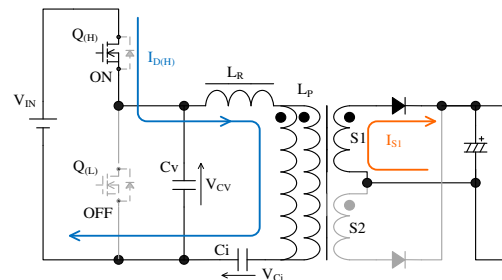 Q(H)
ID(H)
ON
LR
LP
VIN
S1
IS1
+
Q(L)
CV
VCV
OFF
S2
Ci
VCi